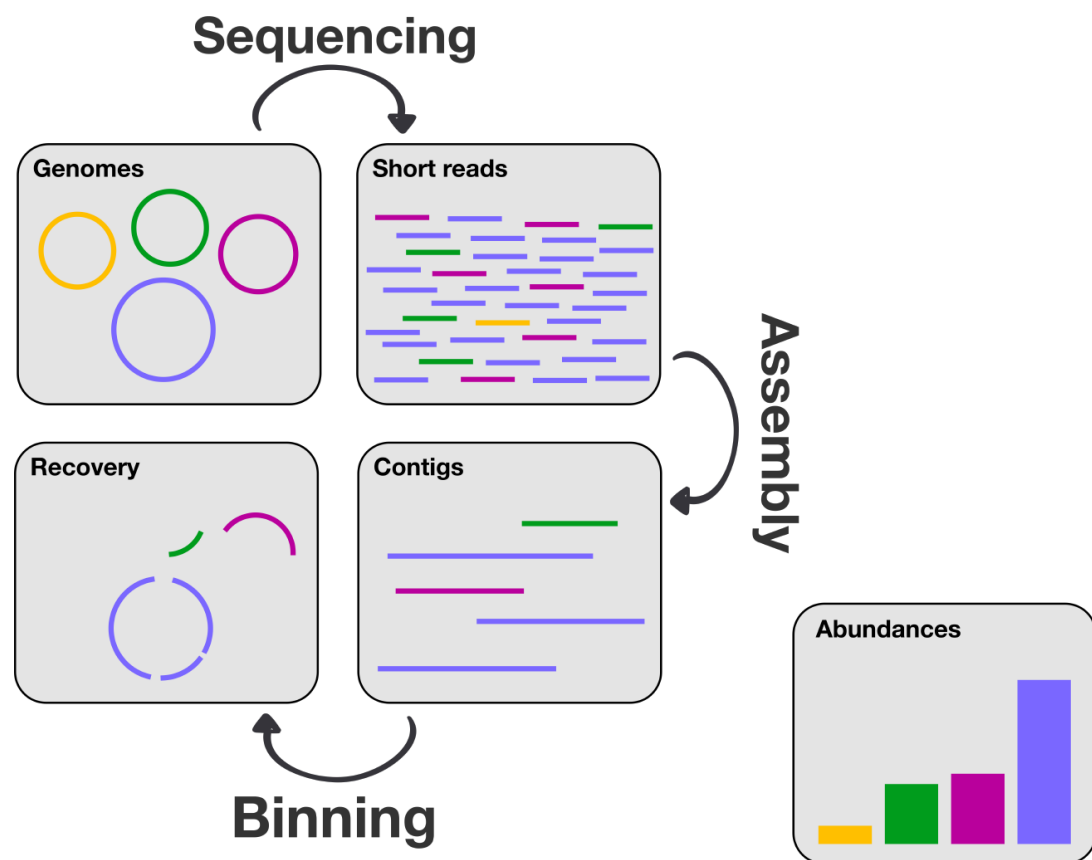 Sequencing
Genomes
Short reads
Assembly
Recovery
Contigs
Binning
Abundances